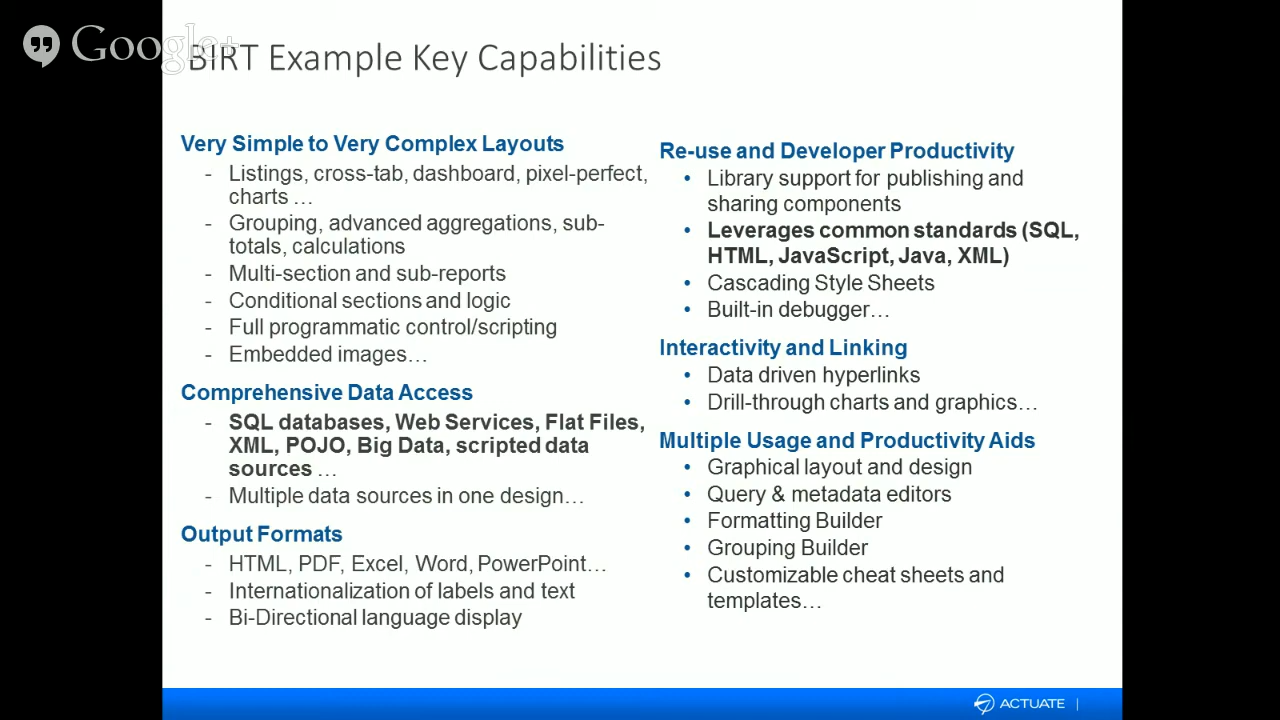 Google+
BIRT Example Key Capabilities
Very Simple to Very Complex Layouts
- Listings, cross-tab, dashboard, pixel-perfect,
charts …
- Grouping, advanced aggregations, sub-
totals, calculations
- Multi-section and sub-reports
- Conditional sections and logic
- Full programmatic control/scripting
- Embedded images…
Comprehensive Data Access
- SQL databases, Web Services, Flat Files,
XML, POJO, Big Data, scripted data
sources …
- Multiple data sources in one design…
Output Formats
- HTML, PDF, Excel, Word, PowerPoint…
- Internationalization of labels and text
- Bi-Directional language display
Re-use and Developer Productivity
• Library support for publishing and
sharing components
• Leverages common standards (SQL,
HTML, JavaScript, Java, XML)
• Cascading Style Sheets
• Built-in debugger…
Interactivity and Linking
• Data driven hyperlinks
• Drill-through charts and graphics…
Multiple Usage and Productivity Aids
• Graphical layout and design
• Query & metadata editors
• Formatting Builder
• Grouping Builder
• Customizable cheat sheets and
templates…
ACTUATE |